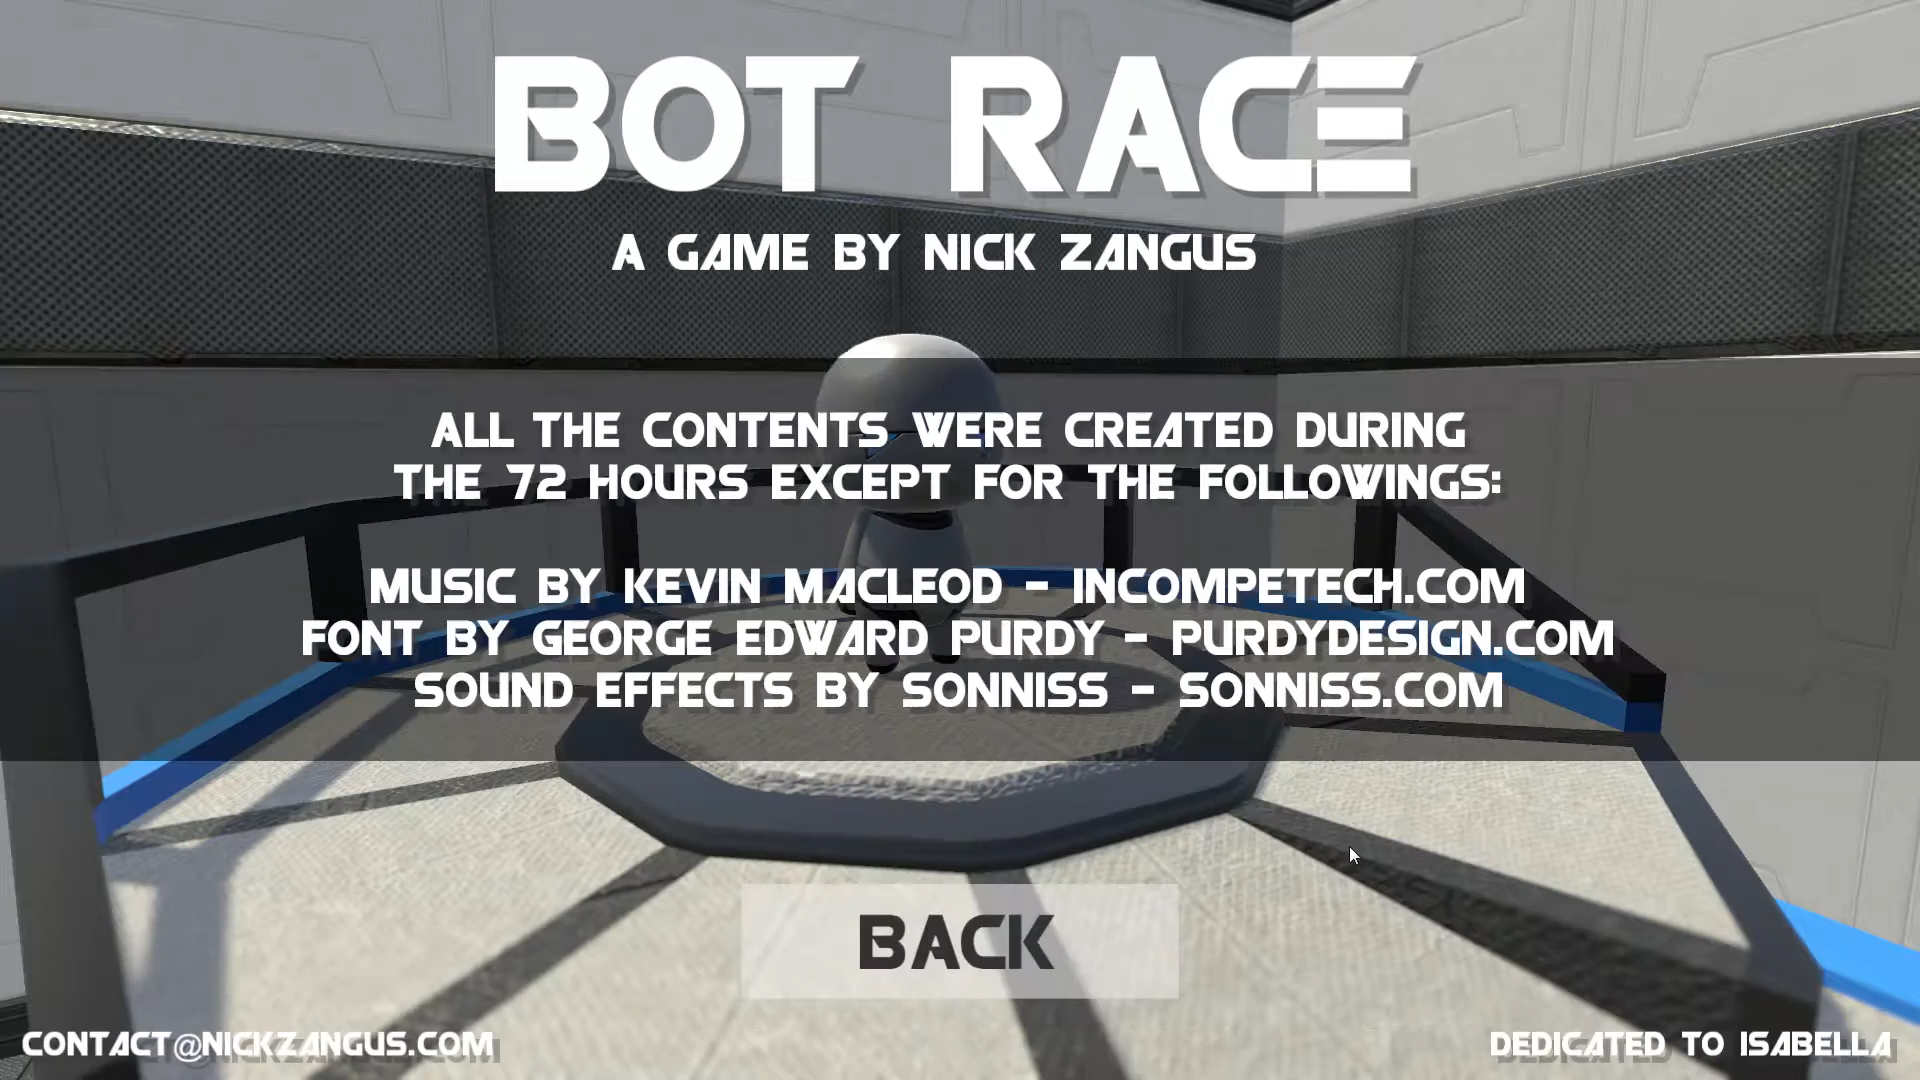 BOT RACE
A GAME BY NICK ZANGUS
ALL THE CONTENTS WERE CREATED DURING
THE 72 HOURS EXCEPT FOR THE FOLLOWINGS:
MUSIC BY KEVIN MACLEOD - INCOMPETECH.COM
FONT BY GEORGE EDWARD PURDY - PURDYDESIGN.COM
SOUND EFFECTS BY SONNISS - SONNISS.COM
BACK
CONTACT@NICKZANGUS.COM
DEDICATED TO ISABELLA